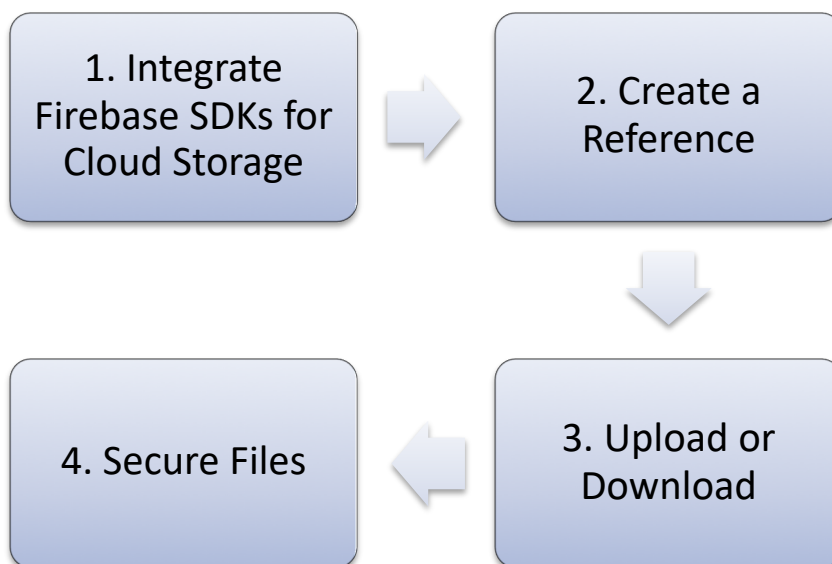 1. Integrate
Firebase SDKs for
Cloud Storage
2. Create a
Reference
3. Upload or
Download
4. Secure Files